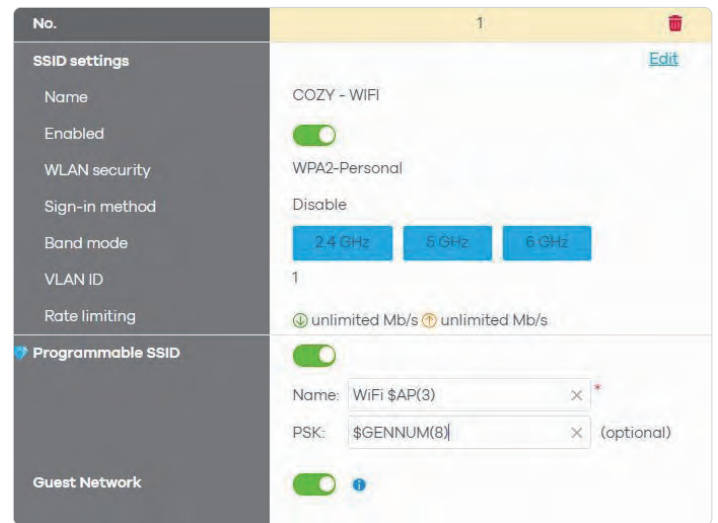 No. 1
SSID settings Edit
Name COZY - WIFI
Enabled
WLAN security WPA2-Personal
Sign-in method Disable
Band mode 2.4 GHz 5 GHz 6 GHz
VLAN ID 1
Rate limiting unlimited Mb/s unlimited Mb/s
Programmable SSID
Name: WiFi $AP(3) × *
PSK: $GENNUM(8) × (optional)
Guest Network